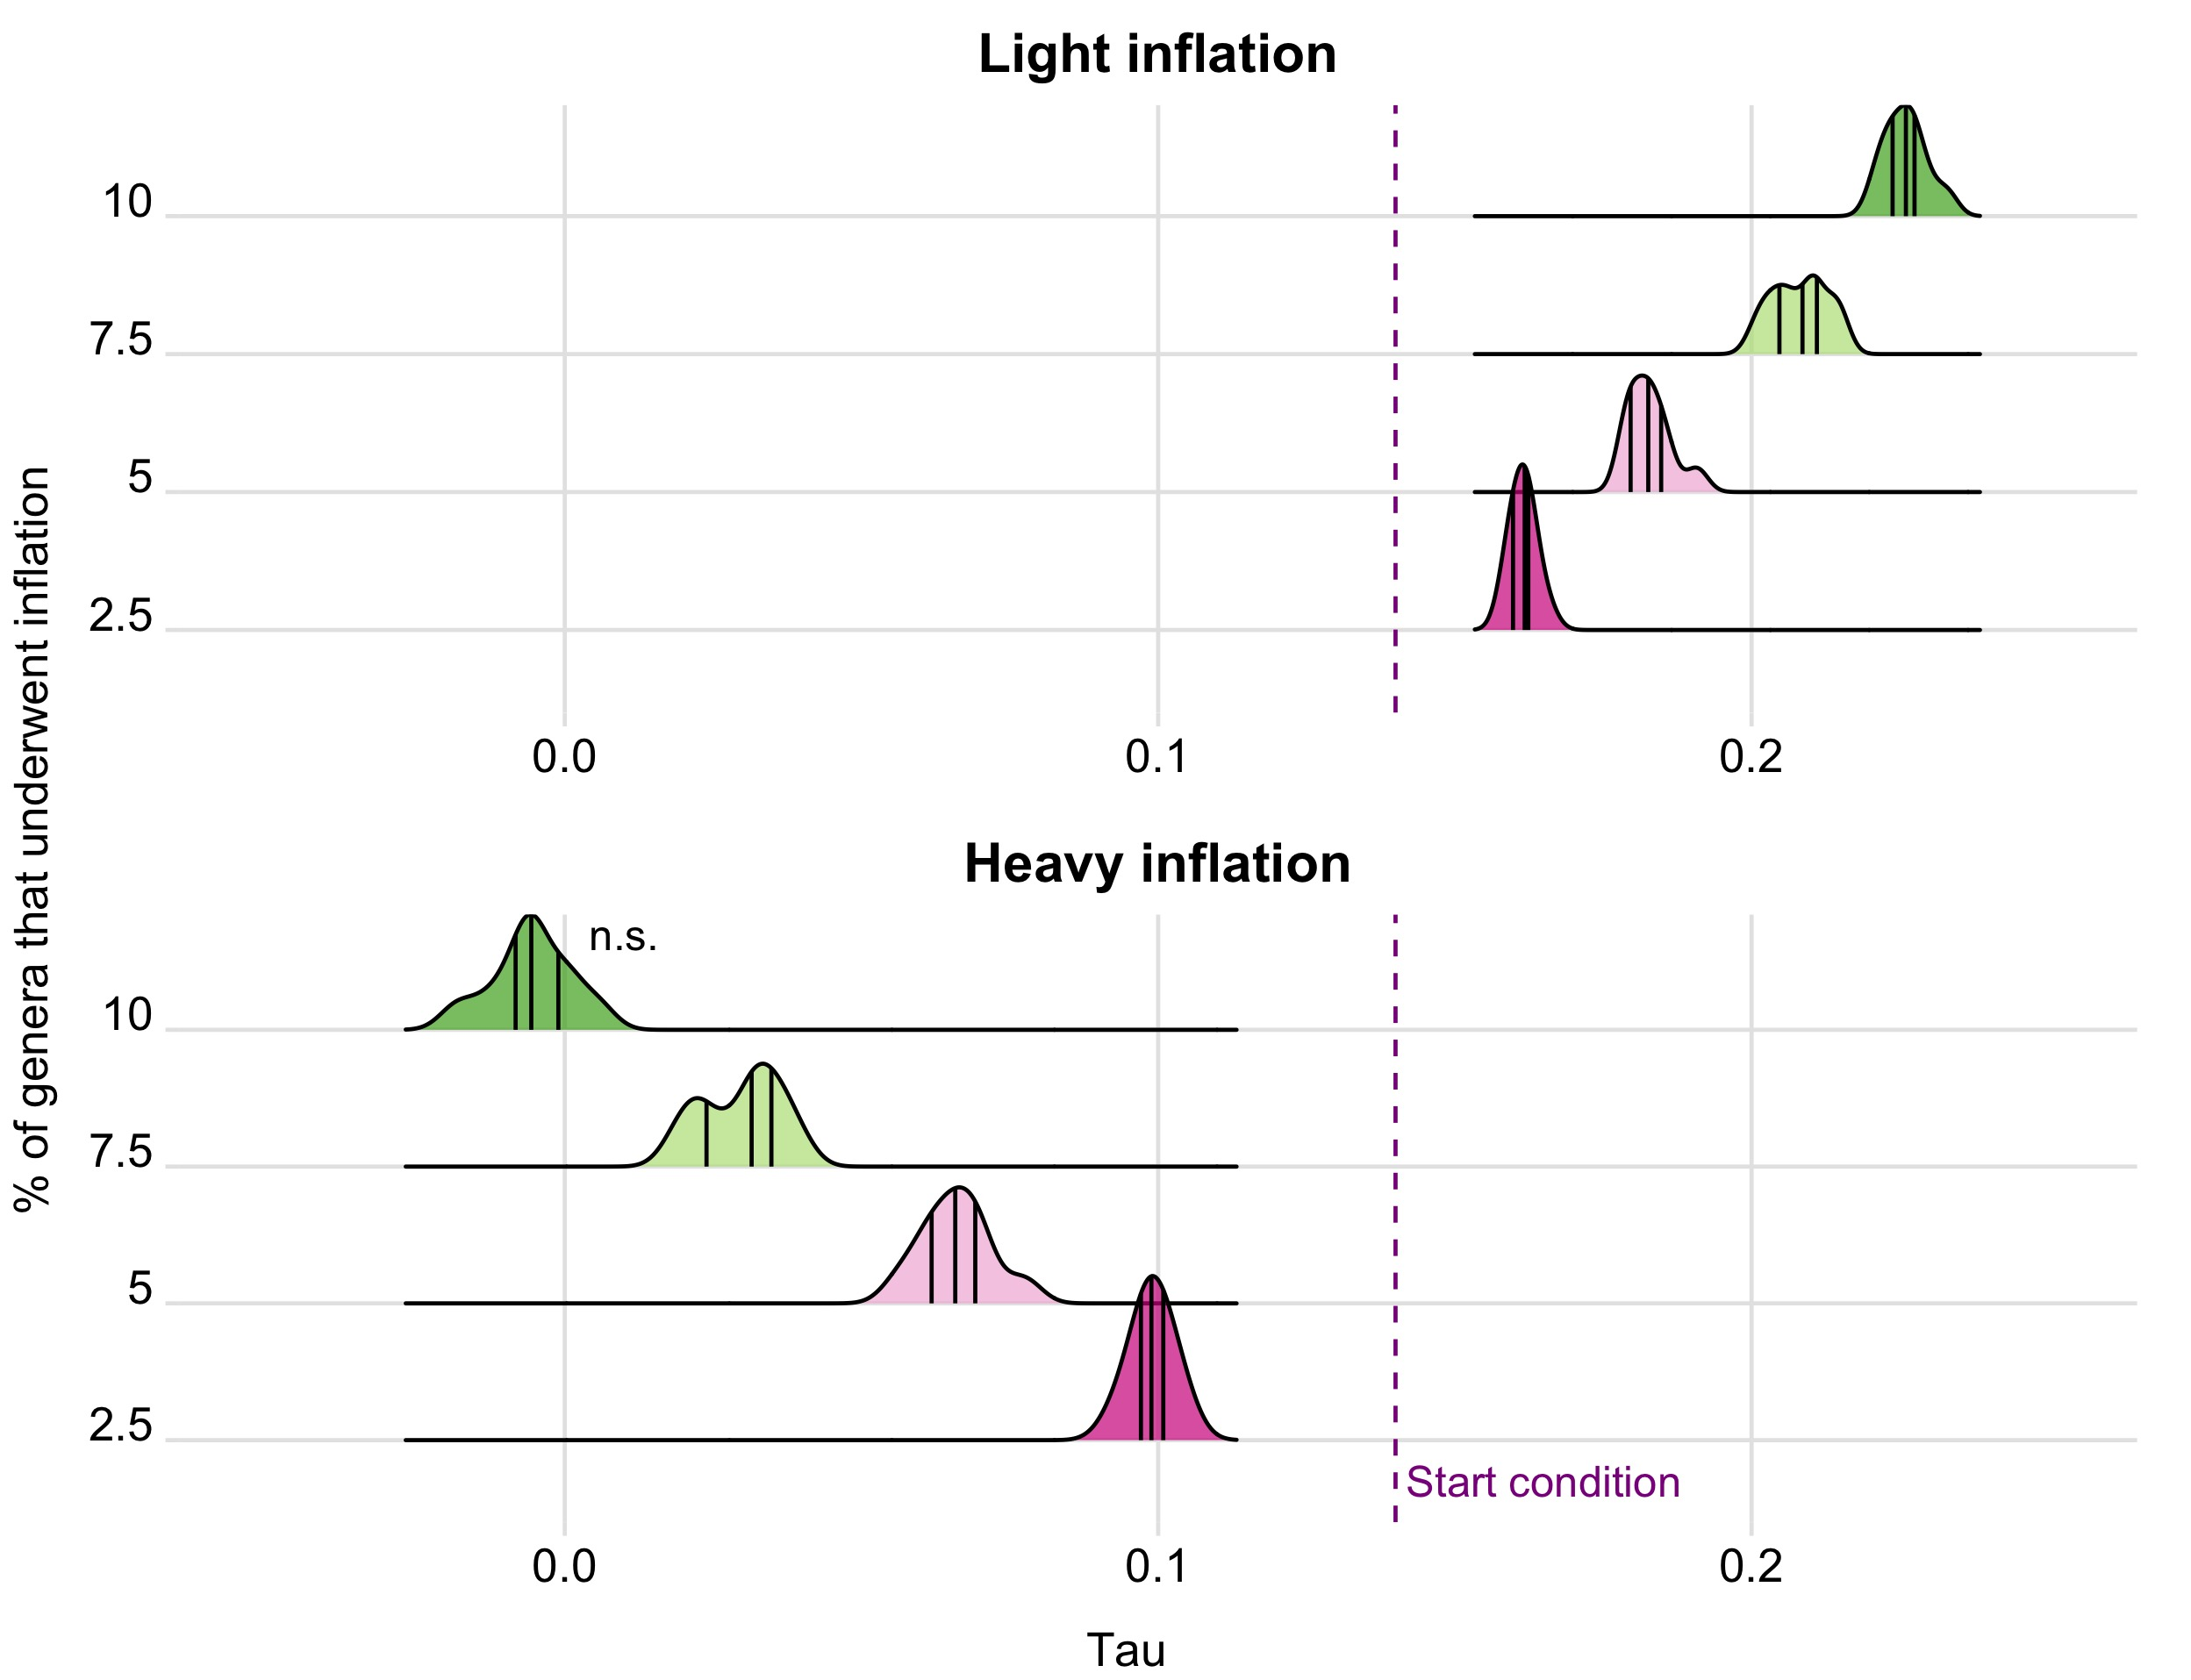 Light inflation
10
7.5
5
2.5
0.0 0.1 0.2
% of genera that underwent inflation
Heavy inflation
n.s.
10
7.5
5
2.5
Start condition
0.0 0.1 0.2
Tau